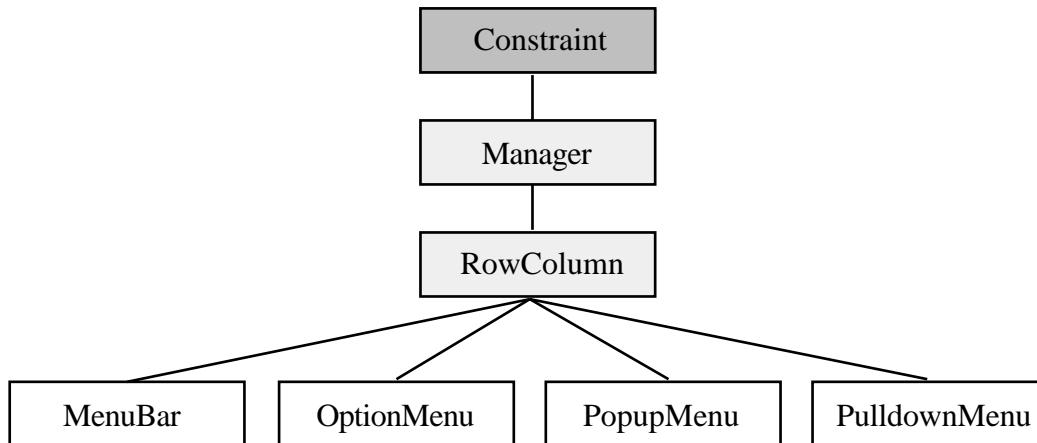 Constraint
Manager
RowColumn
MenuBar
OptionMenu
PopupMenu
PulldownMenu